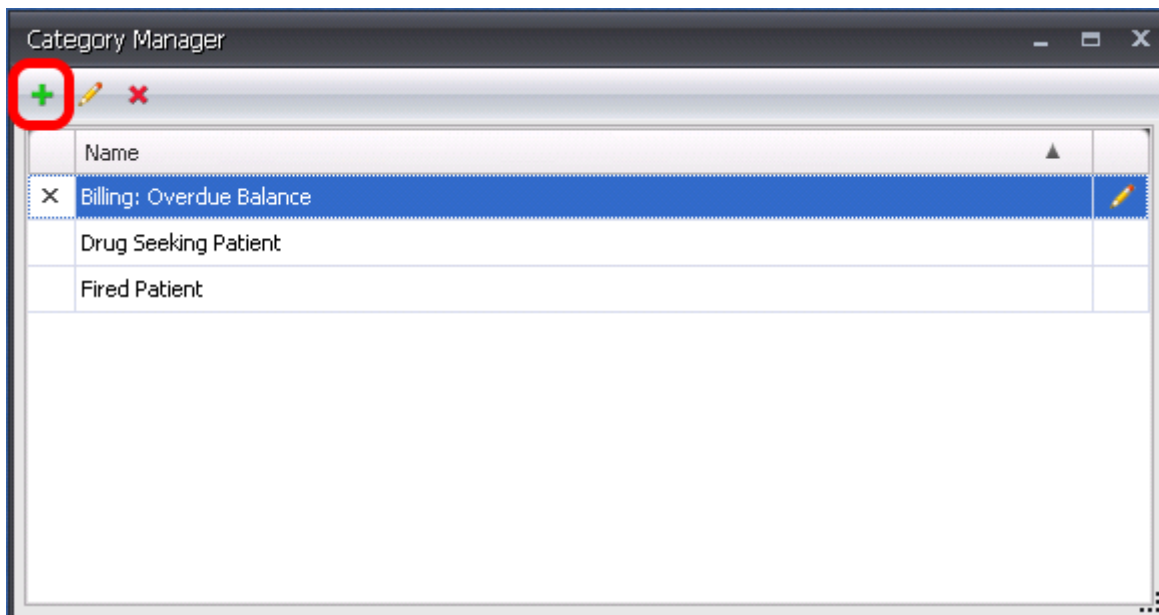 Category Manager
Name
Billing: Overdue Balance
Drug Seeking Patient
Fired Patient